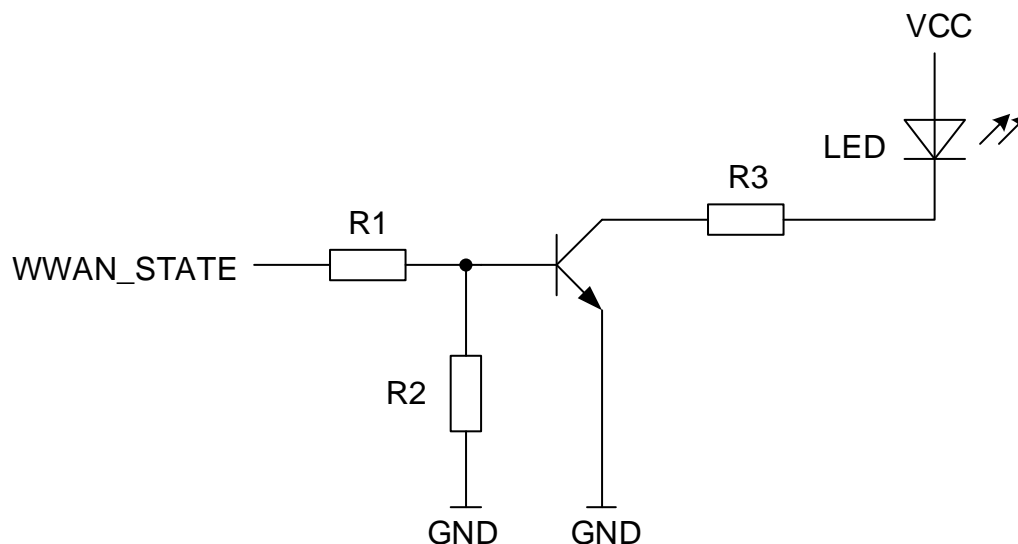 VCC
LED
R3
R1
WWAN_STATE
R2
GND
GND